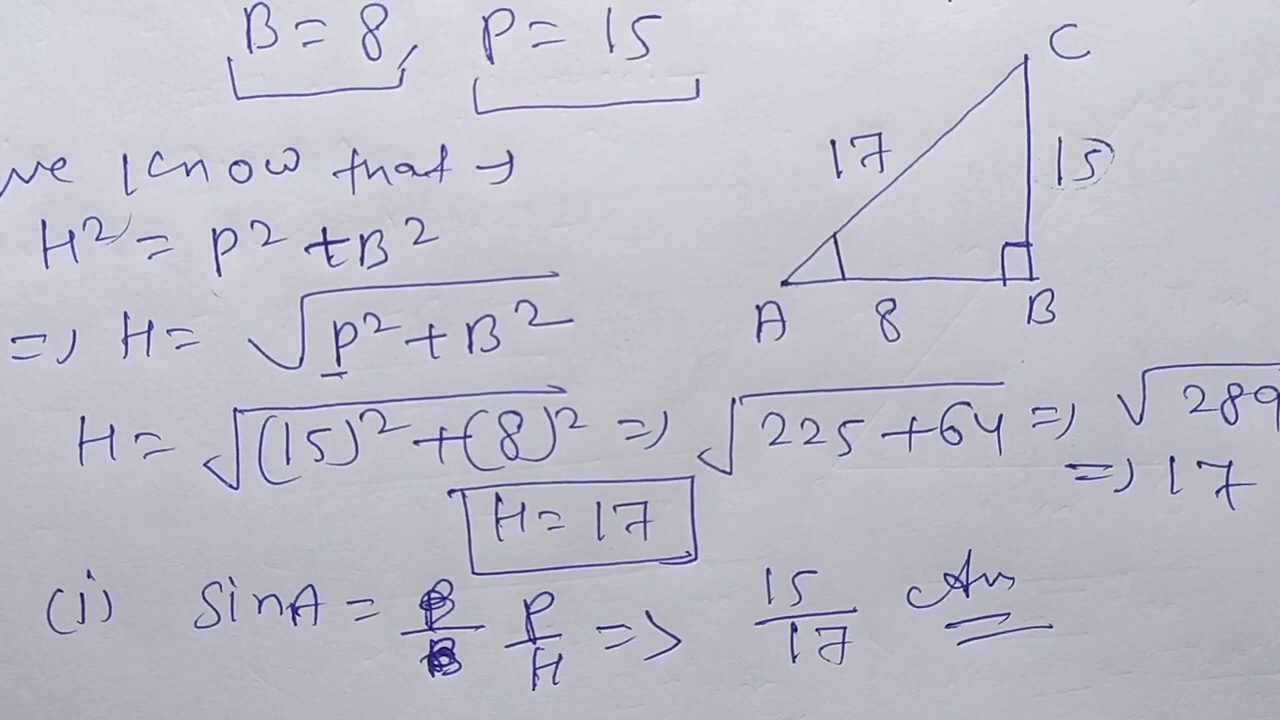 B = 8, P = 15
we know that →
H² = P² + B²
=> H = √(P² + B²)
H = √((15)² + (8)²) => √(225 + 64) => √289
=> 17
H = 17
(i) SinA = P/H => 15/17 Ans
C
17
15
A 8 B